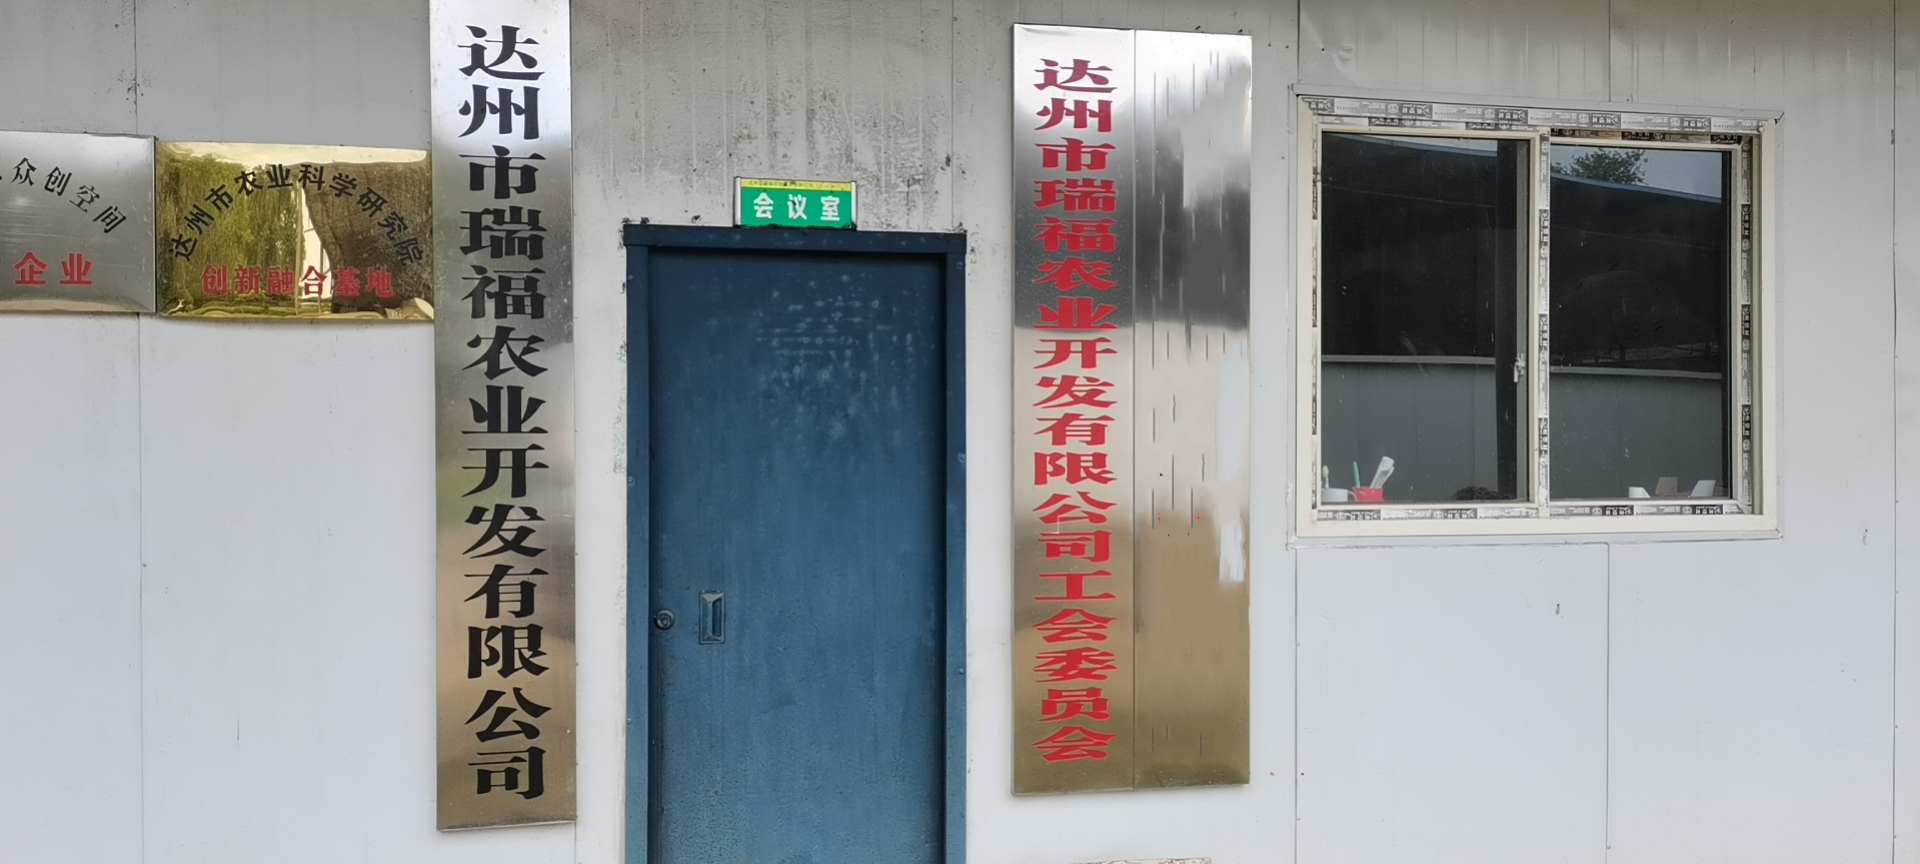 众创空间
企业
达州市农业科学研究院
创新融合基地
达州市瑞福农业开发有限公司
会议室
达州市瑞福农业开发有限公司工会委员会